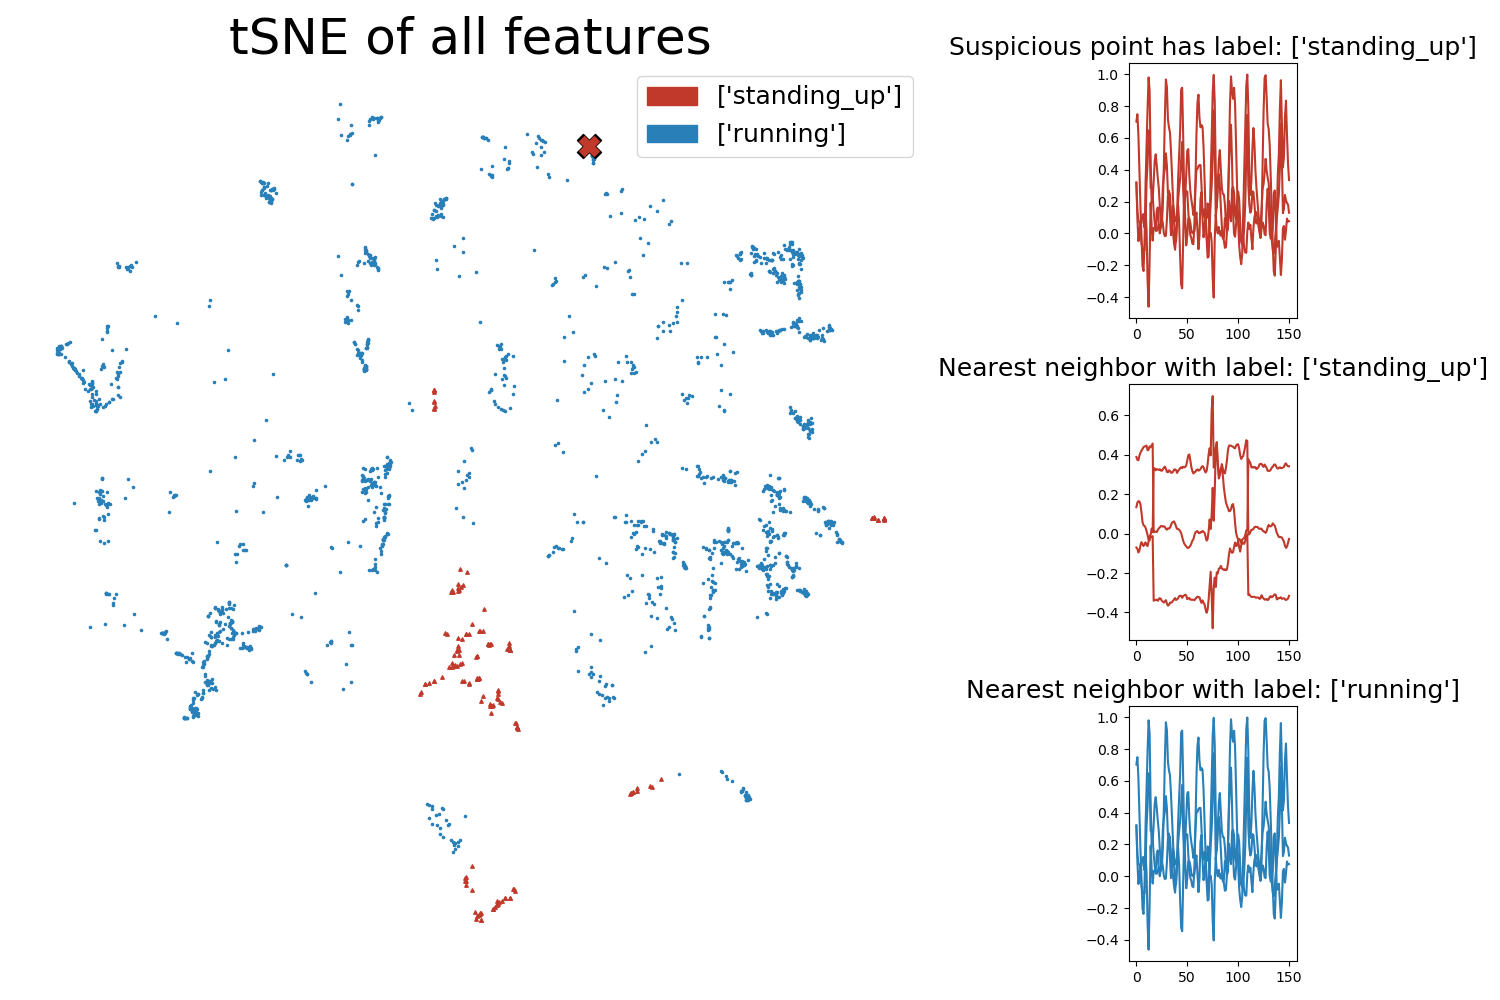 tSNE of all features
['standing_up']
['running']
Suspicious point has label: ['standing_up']
1.0
0.8
0.6
0.4
0.2
0.0
−0.2
−0.4
0 50 100 150
Nearest neighbor with label: ['standing_up']
0.6
0.4
0.2
0.0
−0.2
−0.4
0 50 100 150
Nearest neighbor with label: ['running']
1.0
0.8
0.6
0.4
0.2
0.0
−0.2
−0.4
0 50 100 150